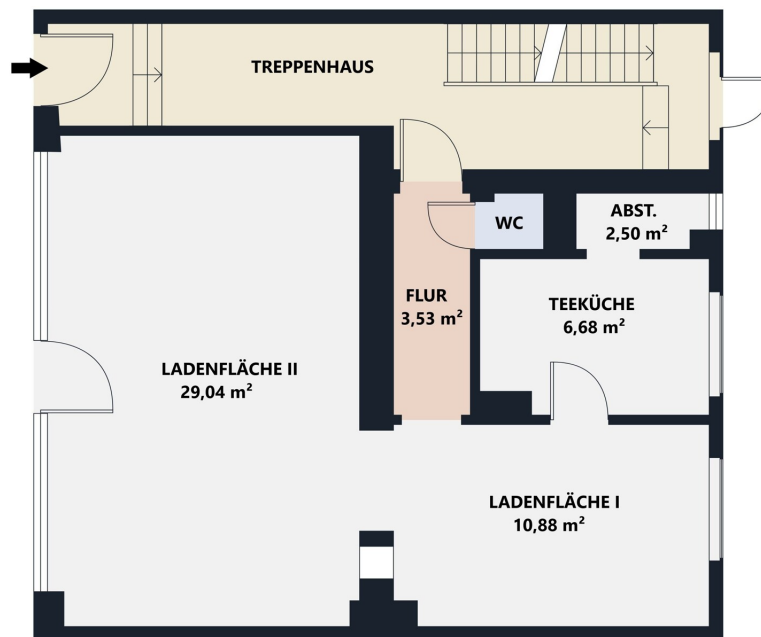 TREPPENHAUS
ABST.
2,50 m²
WC
FLUR
3,53 m²
TEEKÜCHE
6,68 m²
LADENFLÄCHE II
29,04 m²
LADENFLÄCHE I
10,88 m²